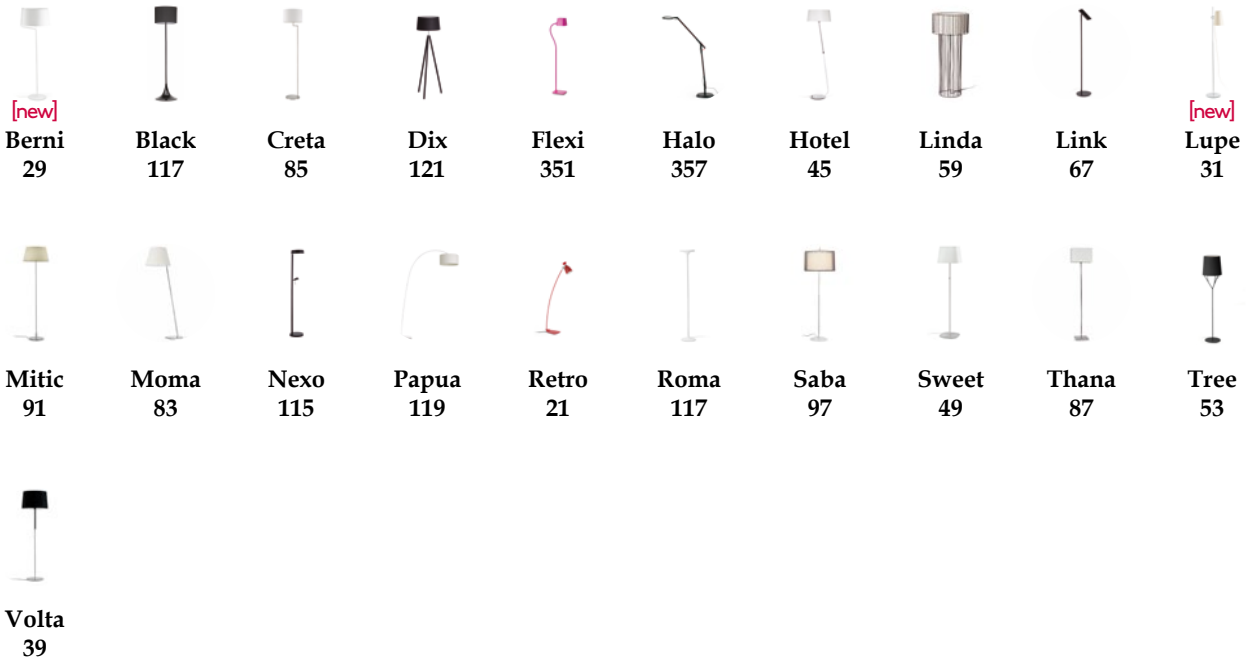 [new] [new]
Berni Black Creta Dix Flexi Halo Hotel Linda Link Lupe
29 117 85 121 351 357 45 59 67 31
Mitic Moma Nexo Papua Retro Roma Saba Sweet Thana Tree
91 83 115 119 21 117 97 49 87 53
Volta
39